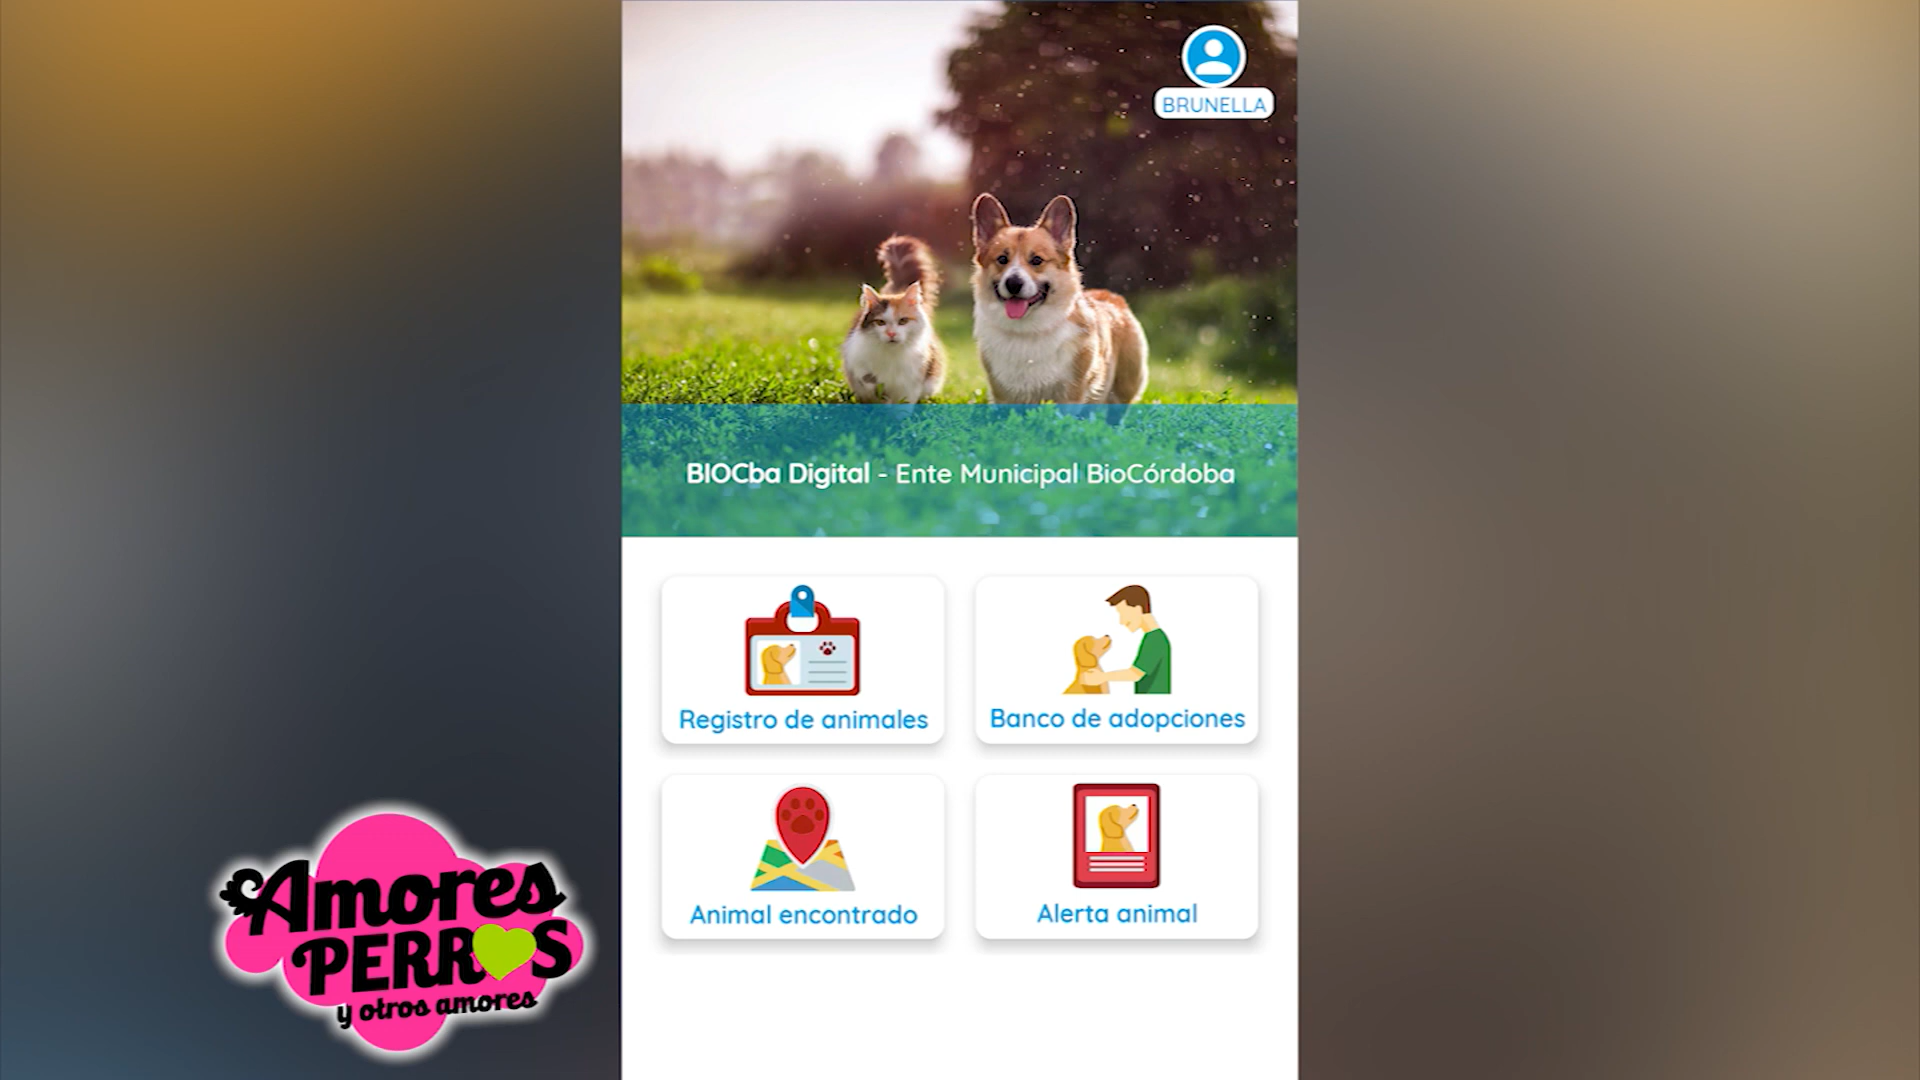 BRUNELLA
BIOCba Digital - Ente Municipal BioCórdoba
Registro de animales
Banco de adopciones
Animal encontrado
Alerta animal
Amores
PERROS
y otros amores